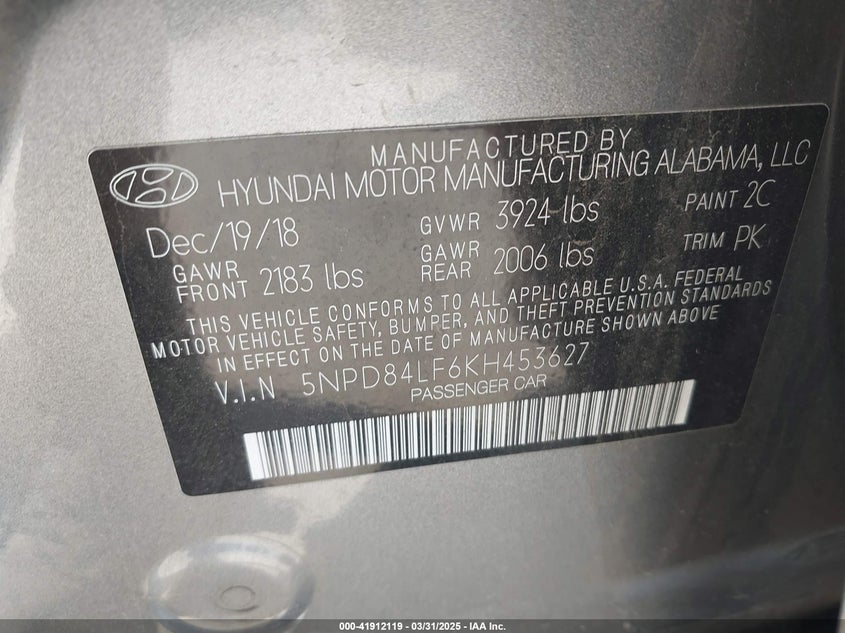 MANUFACTURED BY
HYUNDAI MOTOR MANUFACTURING ALABAMA, LLC
Dec/19/18 GVWR 3924 lbs PAINT 2C
GAWR FRONT 2183 lbs GAWR REAR 2006 lbs TRIM PK
THIS VEHICLE CONFORMS TO ALL APPLICABLE U.S.A. FEDERAL
MOTOR VEHICLE SAFETY, BUMPER, AND THEFT PREVENTION STANDARDS
IN EFFECT ON THE DATE OF MANUFACTURE SHOWN ABOVE
V.I.N 5NPD84LF6KH453627
PASSENGER CAR
000-41912119 - 03/31/2025 - IAA Inc.